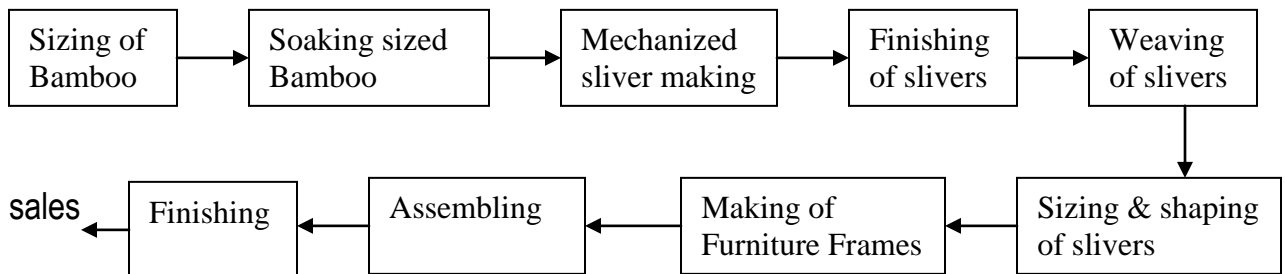 Sizing of
Bamboo
Soaking sized
Bamboo
Mechanized
sliver making
Finishing
of slivers
Weaving
of slivers
Sizing & shaping
of slivers
Making of
Furniture Frames
Assembling
Finishing
sales